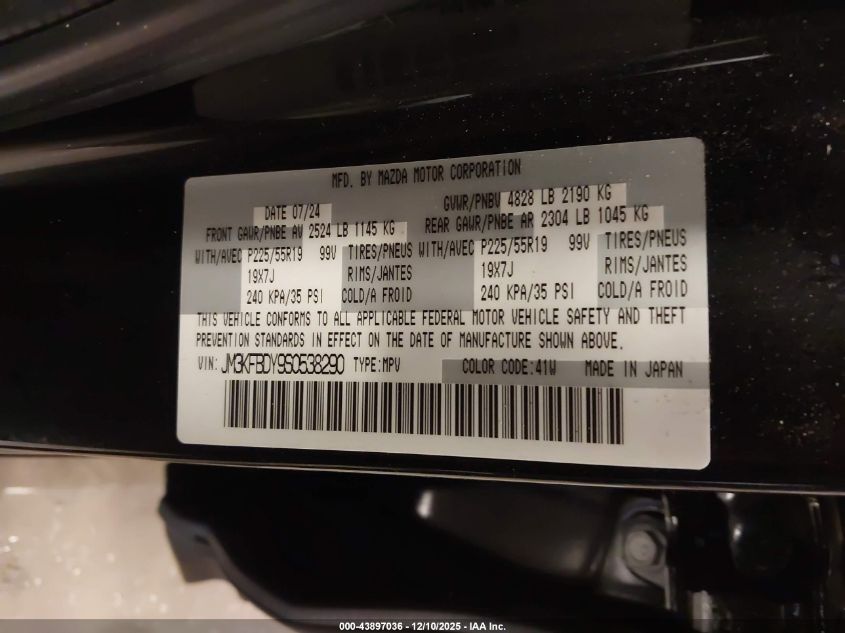 MFD. BY MAZDA MOTOR CORPORATION
DATE 07/24 GVWR/PNBV 4828 LB 2190 KG
FRONT GAWR/PNBE AV 2524 LB 1145 KG REAR GAWR/PNBE AR 2304 LB 1045 KG
WITH/AVEC P225/55R19 99V TIRES/PNEUS WITH/AVEC P225/55R19 99V TIRES/PNEUS
19X7J RIMS/JANTES 19X7J RIMS/JANTES
240 KPA/35 PSI COLD/A FROID 240 KPA/35 PSI COLD/A FROID
THIS VEHICLE CONFORMS TO ALL APPLICABLE FEDERAL MOTOR VEHICLE SAFETY AND THEFT
PREVENTION STANDARDS IN EFFECT ON THE DATE OF MANUFACTURE SHOWN ABOVE.
VIN: JM3KFBDY9S0538290 TYPE:MPV COLOR CODE:41W MADE IN JAPAN
000-43897036 - 12/10/2025 - IAA Inc.